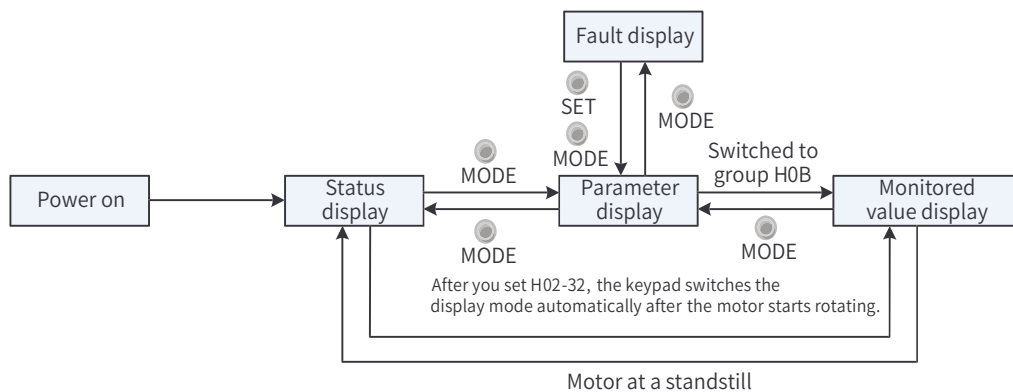 Fault display
SET
MODE
MODE
MODE
Switched to
group H0B
Power on
Status
display
Parameter
display
Monitored
value display
MODE
MODE
After you set H02-32, the keypad switches the
display mode automatically after the motor starts rotating.
Motor at a standstill